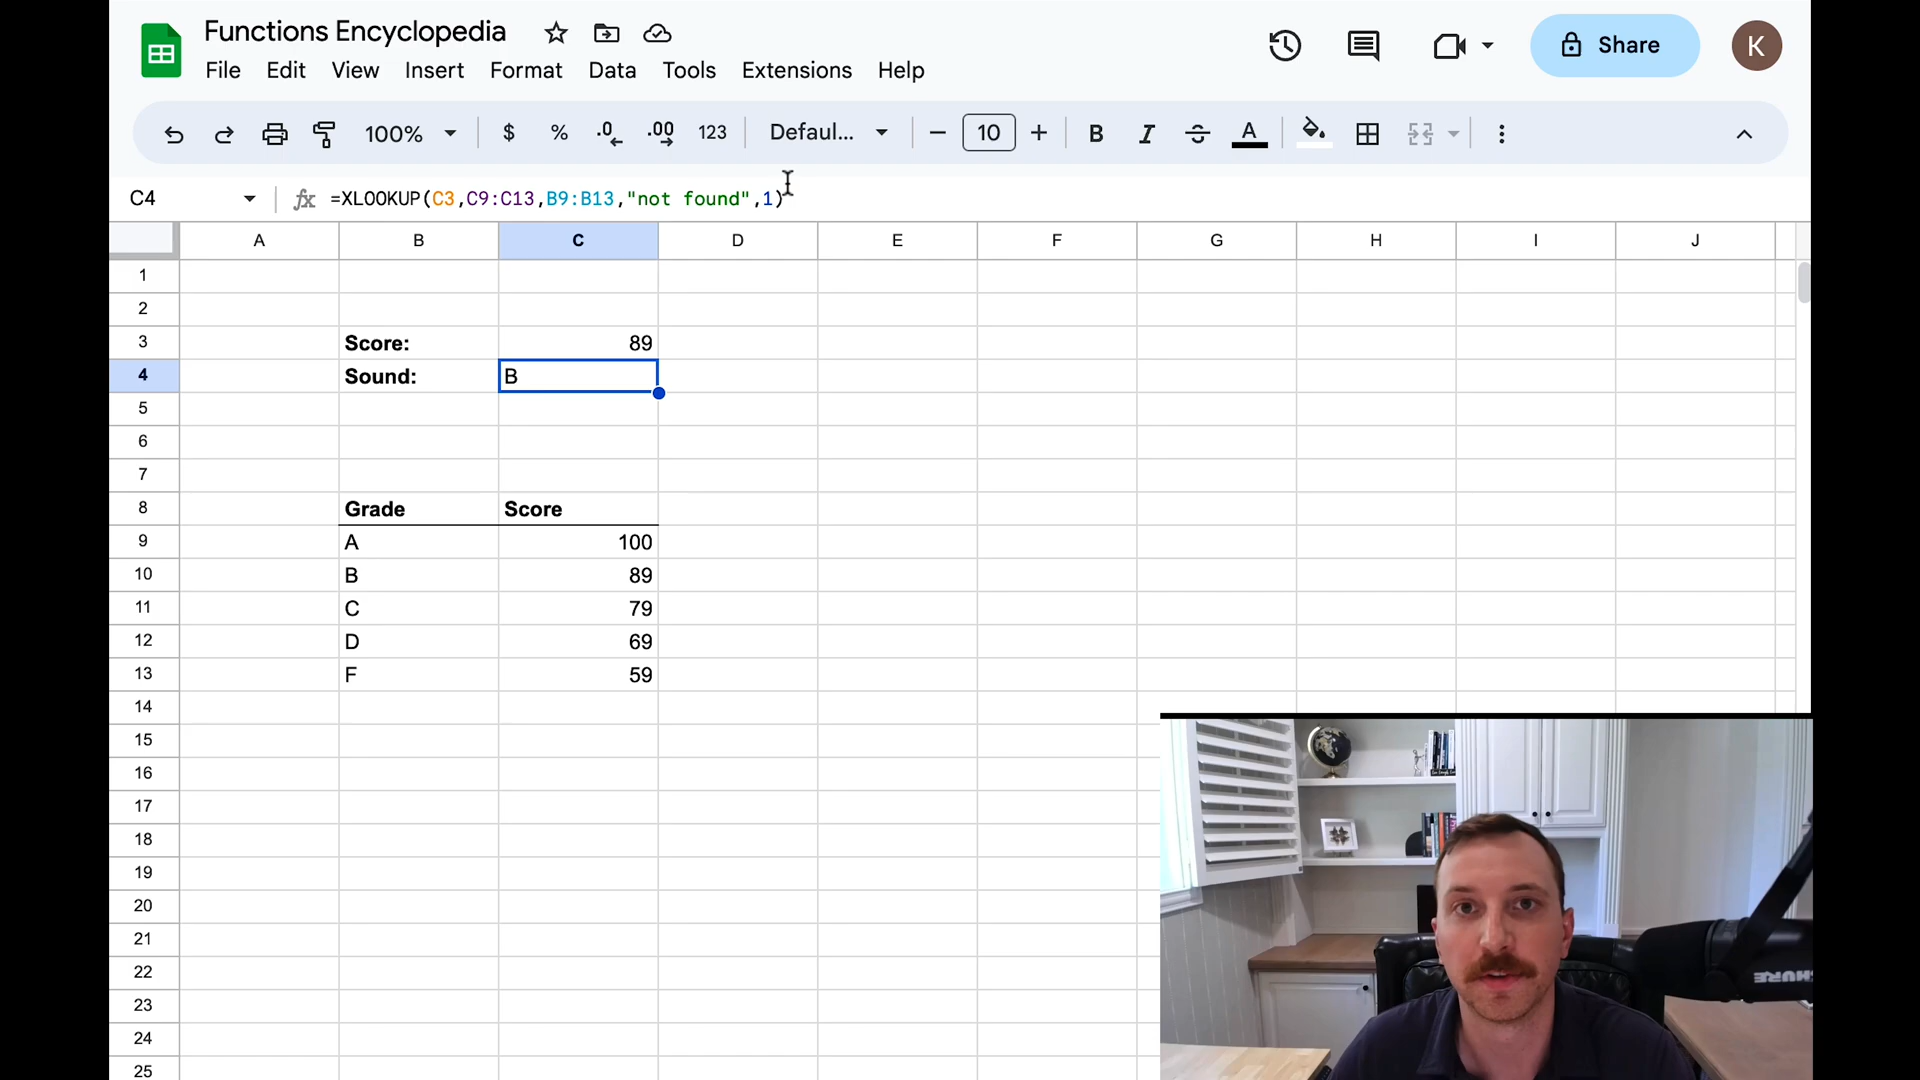 Functions Encyclopedia
File Edit View Insert Format Data Tools Extensions Help
Share
K
100% $ % .0 .00 123 Defaul... 10 B I S A
C4 fx =XLOOKUP(C3,C9:C13,B9:B13,"not found",1)
A B C D E F G H I J
1
2
3 Score: 89
4 Sound: B
5
6
7
8 Grade Score
9 A 100
10 B 89
11 C 79
12 D 69
13 F 59
14
15
16
17
18
19
20
21
22
23
24
25
SHURE